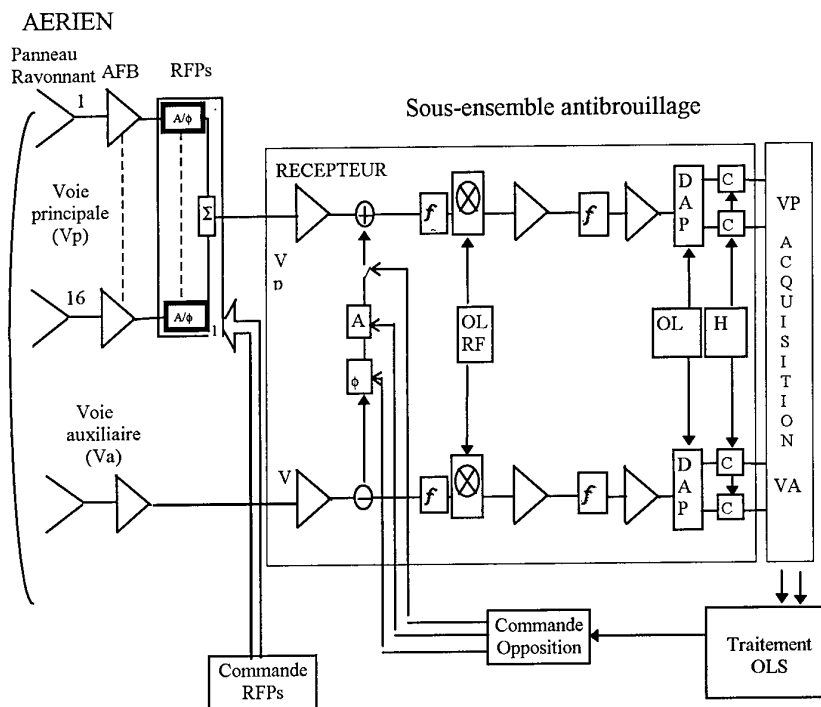 AERIEN
Panneau
Ravonnant
AFB
RFPs
1
A/ϕ
Voie
principale
(Vp)
Σ
16
A/ϕ
1
Voie
auxiliaire
(Va)
Sous-ensemble antibrouillage
RECEPTEUR
V
p
f
D
A
P
C
C
A
ϕ
OL
RF
OL
H
V
f
f
f
D
A
P
C
C
VP
A
C
Q
U
I
S
I
T
I
O
N
VA
Commande
Opposition
Traitement
OLS
Commande
RFPs